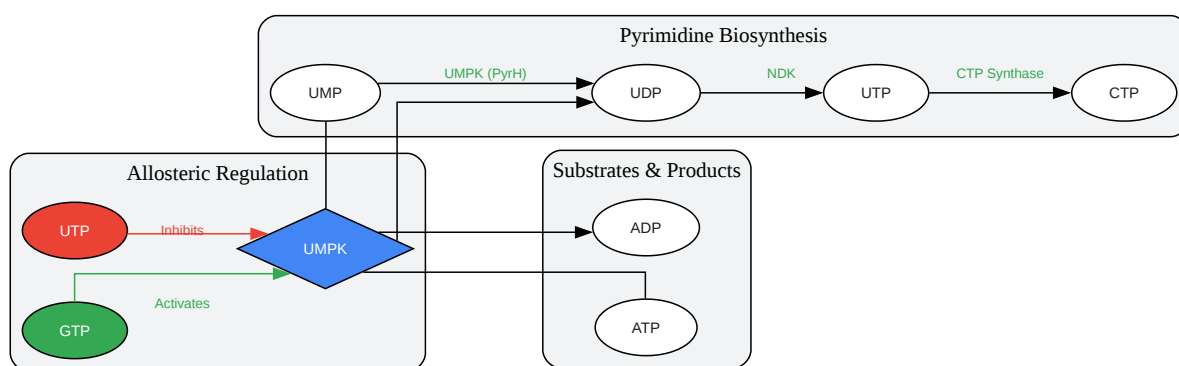 Pyrimidine Biosynthesis
UMP
UMPK (PyrH)
UDP
NDK
UTP
CTP Synthase
CTP
Allosteric Regulation
UTP
Inhibits
UMPK
Activates
GTP
Substrates & Products
ADP
ATP